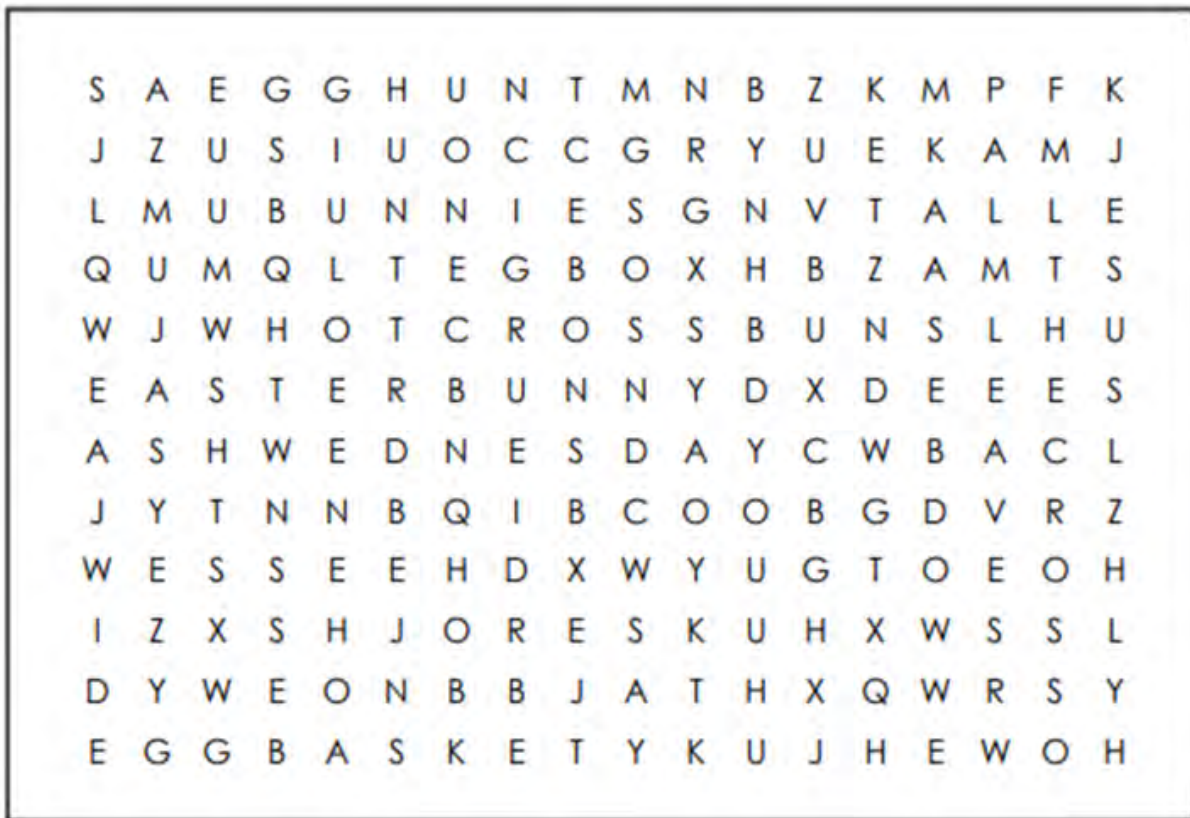 S A E G G H U N T M N B Z K M P F K
J Z U S I U O C C G R Y U E K A M J
L M U B U N N I E S G N V T A L L E
Q U M Q L T E G B O X H B Z A M T S
W J W H O T C R O S S B U N S L H U
E A S T E R B U N N Y D X D E E E S
A S H W E D N E S D A Y C W B A C L
J Y T N N B Q I B C O O B G D V R Z
W E S S E E H D X W Y U G T O E O H
I Z X S H J O R E S K U H X W S S L
D Y W E O N B B J A T H X Q W R S Y
E G G B A S K E T Y K U J H E W O H